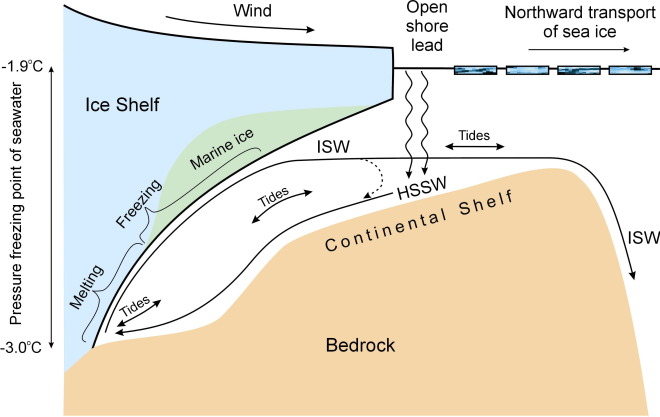 Wind
Open
shore
lead
Northward transport
of sea ice
-1.9°C
Pressure freezing point of seawater
-3.0°C
Ice Shelf
Marine ice
Freezing
Melting
ISW
Tides
Tides
Tides
HSSW
Continental Shelf
ISW
Bedrock